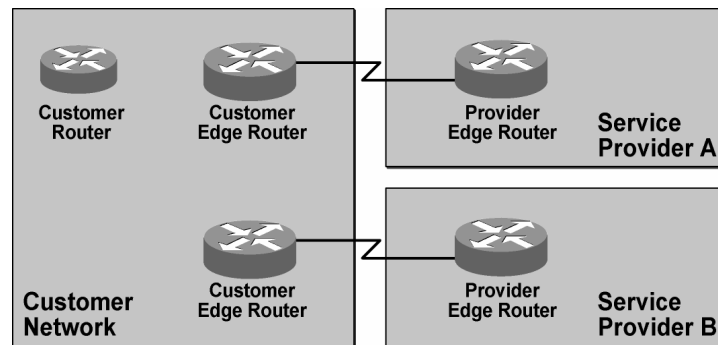 Customer
Router
Customer
Edge Router
Provider
Edge Router
Service
Provider A
Customer
Edge Router
Provider
Edge Router
Customer
Network
Service
Provider B